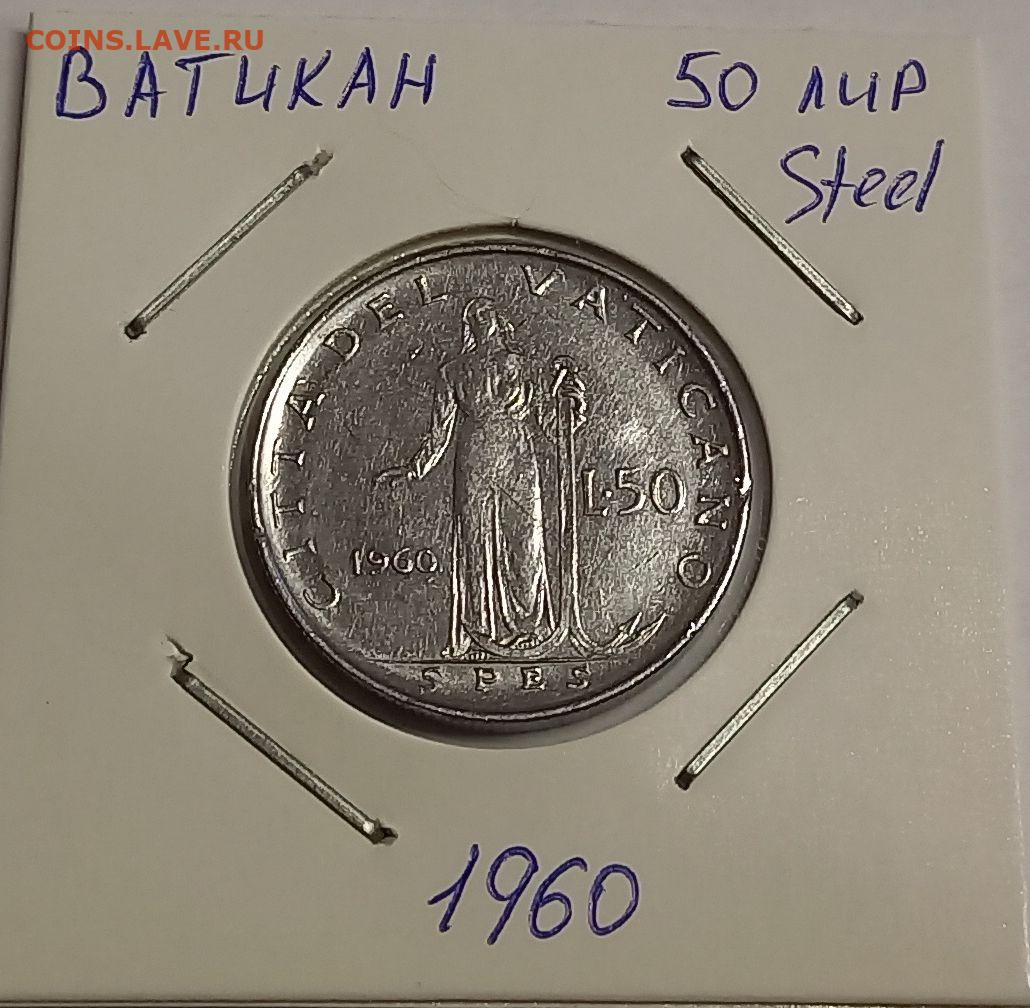 COINS.LAVE.RU
ВАТИКАН
50 лир
Steel
CITTA DEL VATICANO
L·50
1960
SPES
1960